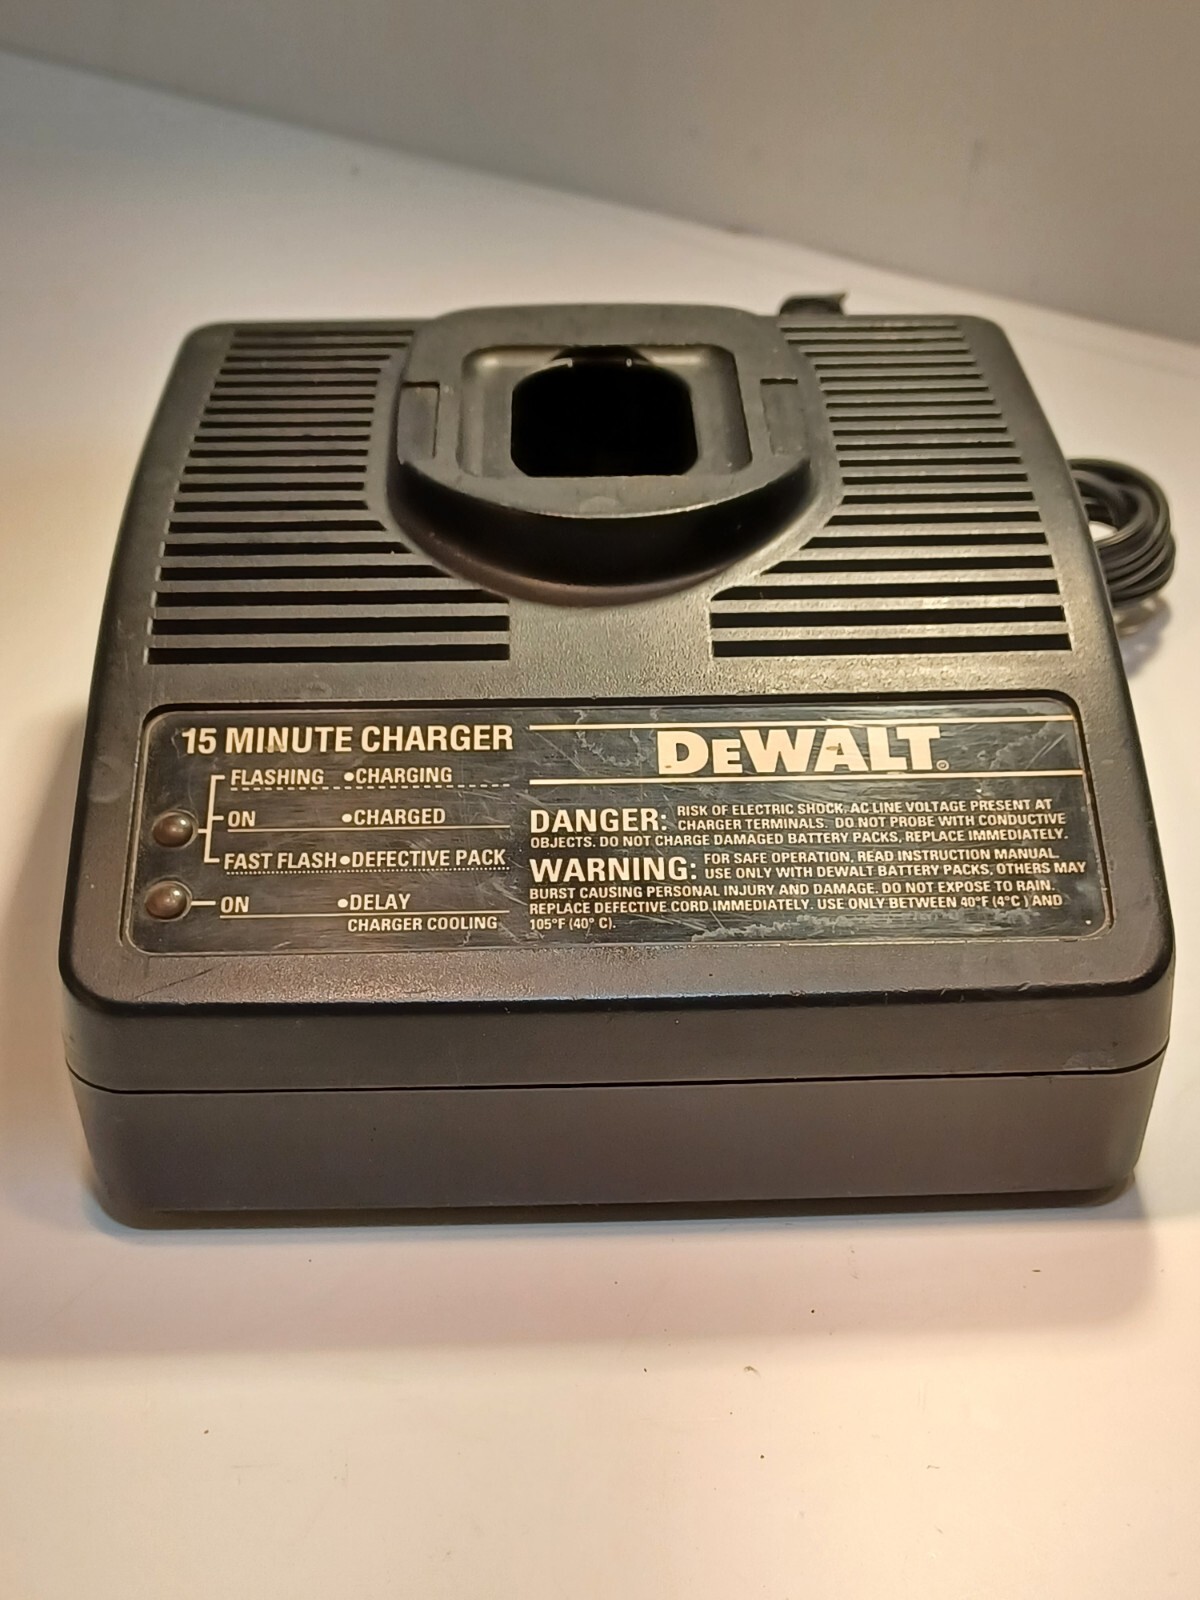 15 MINUTE CHARGER
FLASHING •CHARGING
ON •CHARGED
FAST FLASH•DEFECTIVE PACK
ON •DELAY
CHARGER COOLING
DEWALT®
DANGER: RISK OF ELECTRIC SHOCK, AC LINE VOLTAGE PRESENT AT
CHARGER TERMINALS. DO NOT PROBE WITH CONDUCTIVE
OBJECTS. DO NOT CHARGE DAMAGED BATTERY PACKS, REPLACE IMMEDIATELY.
WARNING: FOR SAFE OPERATION, READ INSTRUCTION MANUAL.
USE ONLY WITH DEWALT BATTERY PACKS, OTHERS MAY
BURST CAUSING PERSONAL INJURY AND DAMAGE. DO NOT EXPOSE TO RAIN.
REPLACE DEFECTIVE CORD IMMEDIATELY. USE ONLY BETWEEN 40°F (4°C ) AND
105°F (40° C).